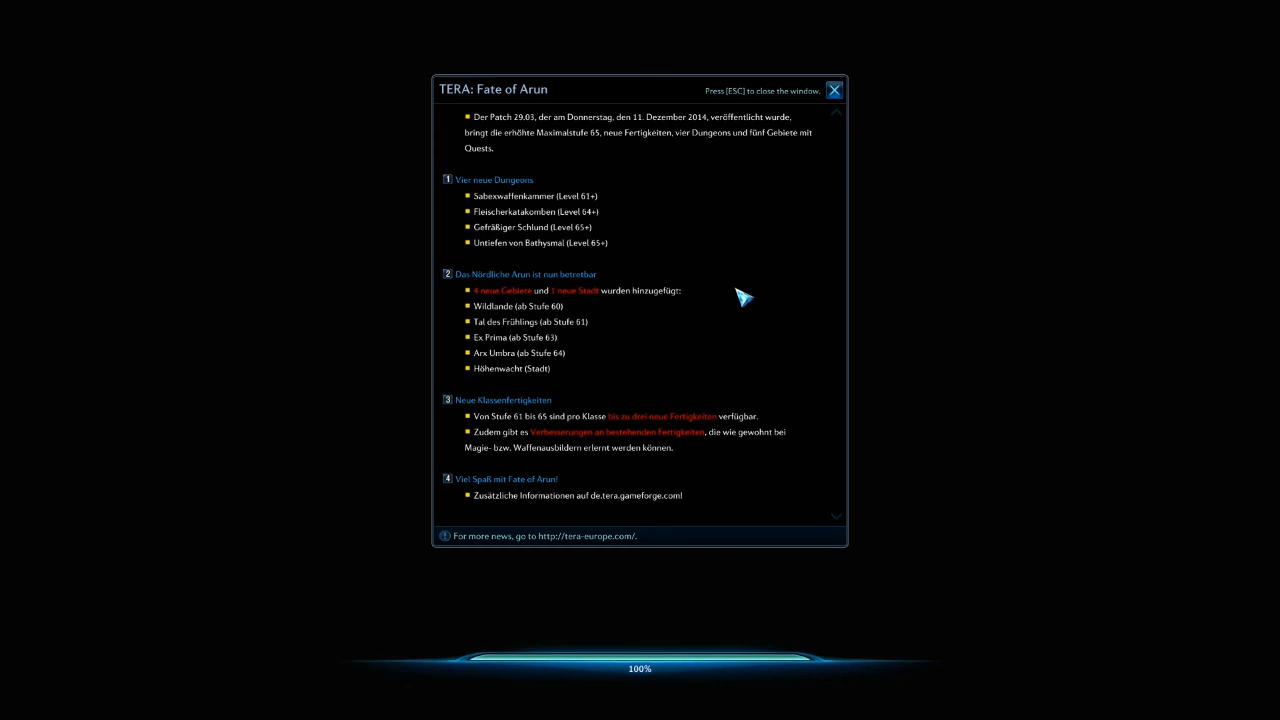 TERA: Fate of Arun
Press [ESC] to close the window.
Der Patch 29.03, der am Donnerstag, den 11. Dezember 2014, veröffentlicht wurde,
bringt die erhöhte Maximalstufe 65, neue Fertigkeiten, vier Dungeons und fünf Gebiete mit
Quests.
1 Vier neue Dungeons
Sabexwaffenkammer (Level 61+)
Fleischerkatakomben (Level 64+)
Gefräßiger Schlund (Level 65+)
Untiefen von Bathysmal (Level 65+)
2 Das Nördliche Arun ist nun betretbar
4 neue Gebiete und 1 neue Stadt wurden hinzugefügt:
Wildlande (ab Stufe 60)
Tal des Frühlings (ab Stufe 61)
Ex Prima (ab Stufe 63)
Arx Umbra (ab Stufe 64)
Höhenwacht (Stadt)
3 Neue Klassenfertigkeiten
Von Stufe 61 bis 65 sind pro Klasse bis zu drei neue Fertigkeiten verfügbar.
Zudem gibt es Verbesserungen an bestehenden Fertigkeiten, die wie gewohnt bei
Magie- bzw. Waffenausbildern erlernt werden können.
4 Viel Spaß mit Fate of Arun!
Zusätzliche Informationen auf de.tera.gameforge.com!
For more news, go to http://tera-europe.com/.
100%